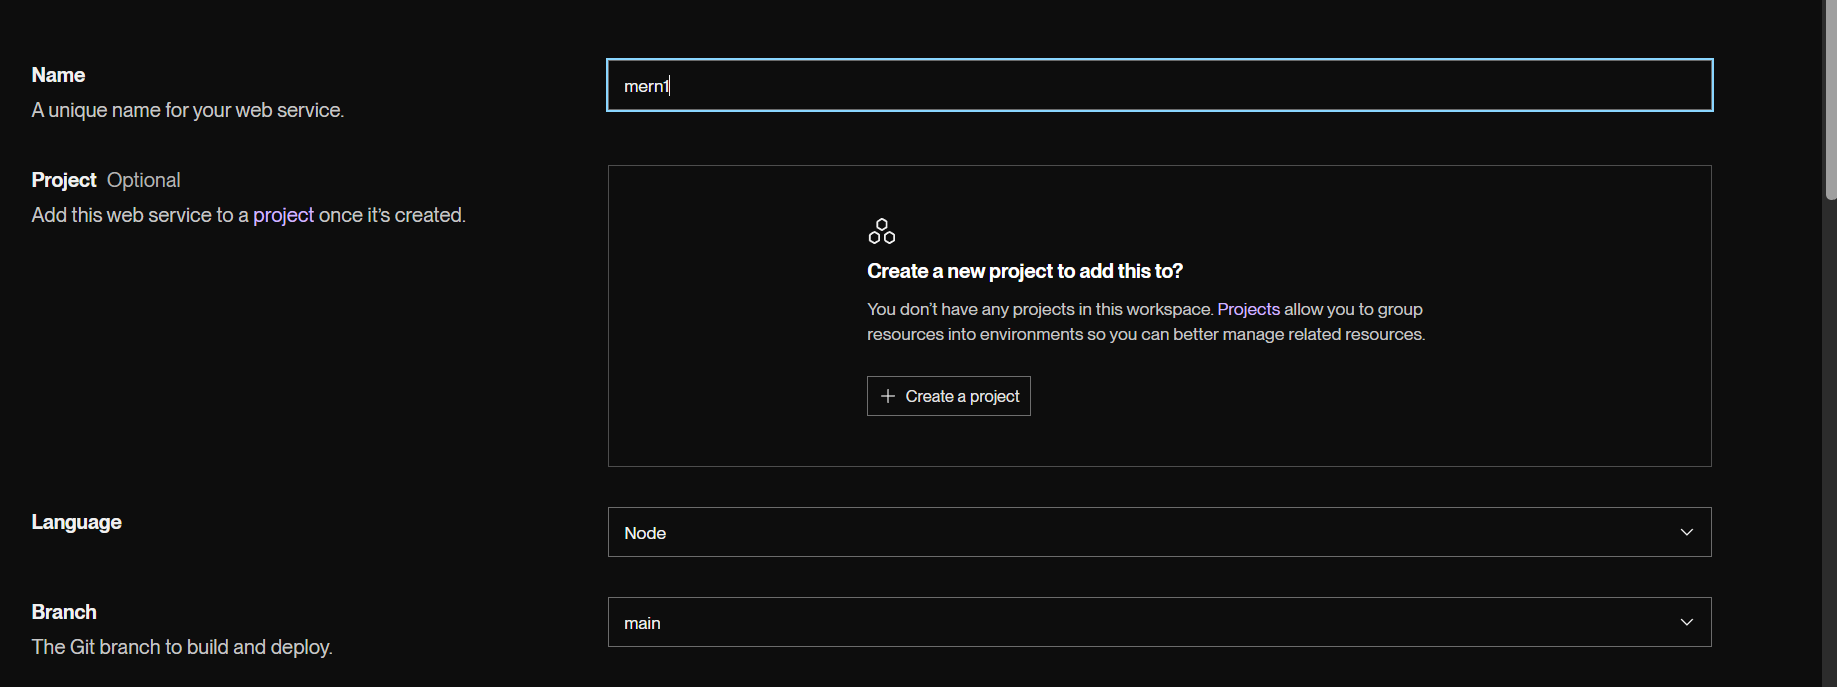 Name
mern1
A unique name for your web service.
Project Optional
Add this web service to a project once it's created.
Create a new project to add this to?
You don't have any projects in this workspace. Projects allow you to group
resources into environments so you can better manage related resources.
Create a project
Language
Node
Branch
main
The Git branch to build and deploy.